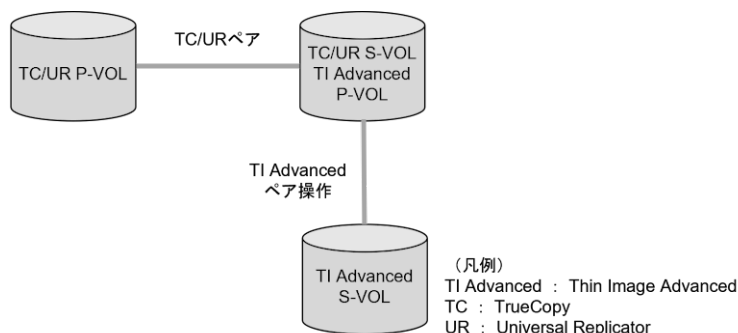 TC/URペア
TC/UR P-VOL
TC/UR S-VOL
TI Advanced
P-VOL
TI Advanced
ペア操作
TI Advanced
S-VOL
（凡例）
TI Advanced ： Thin Image Advanced
TC ： TrueCopy
UR ： Universal Replicator